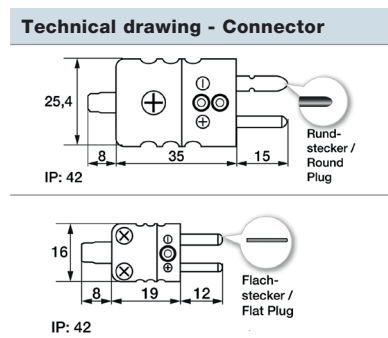 Technical drawing - Connector
25,4
8
35
15
IP: 42
Rund-
stecker /
Round
Plug
16
8
19
12
IP: 42
Flach-
stecker /
Flat Plug